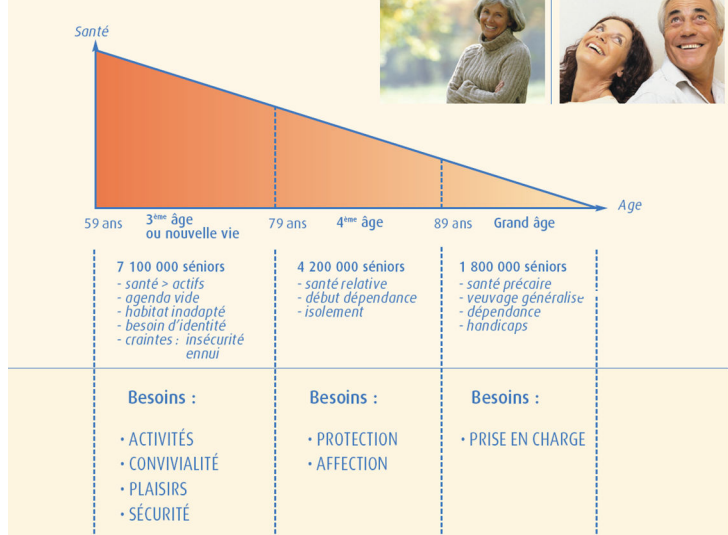 Santé
Age
59 ans
3ème âge
ou nouvelle vie
79 ans
4ème âge
89 ans
Grand âge
7 100 000 séniors
- santé > actifs
- agenda vide
- habitat inadapté
- besoin d'identité
- craintes : insécurité
ennui
4 200 000 séniors
- santé relative
- début dépendance
- isolement
1 800 000 séniors
- santé précaire
- veuvage généralise
- dépendance
- handicaps
Besoins :
• ACTIVITÉS
• CONVIVIALITÉ
• PLAISIRS
• SÉCURITÉ
Besoins :
• PROTECTION
• AFFECTION
Besoins :
• PRISE EN CHARGE